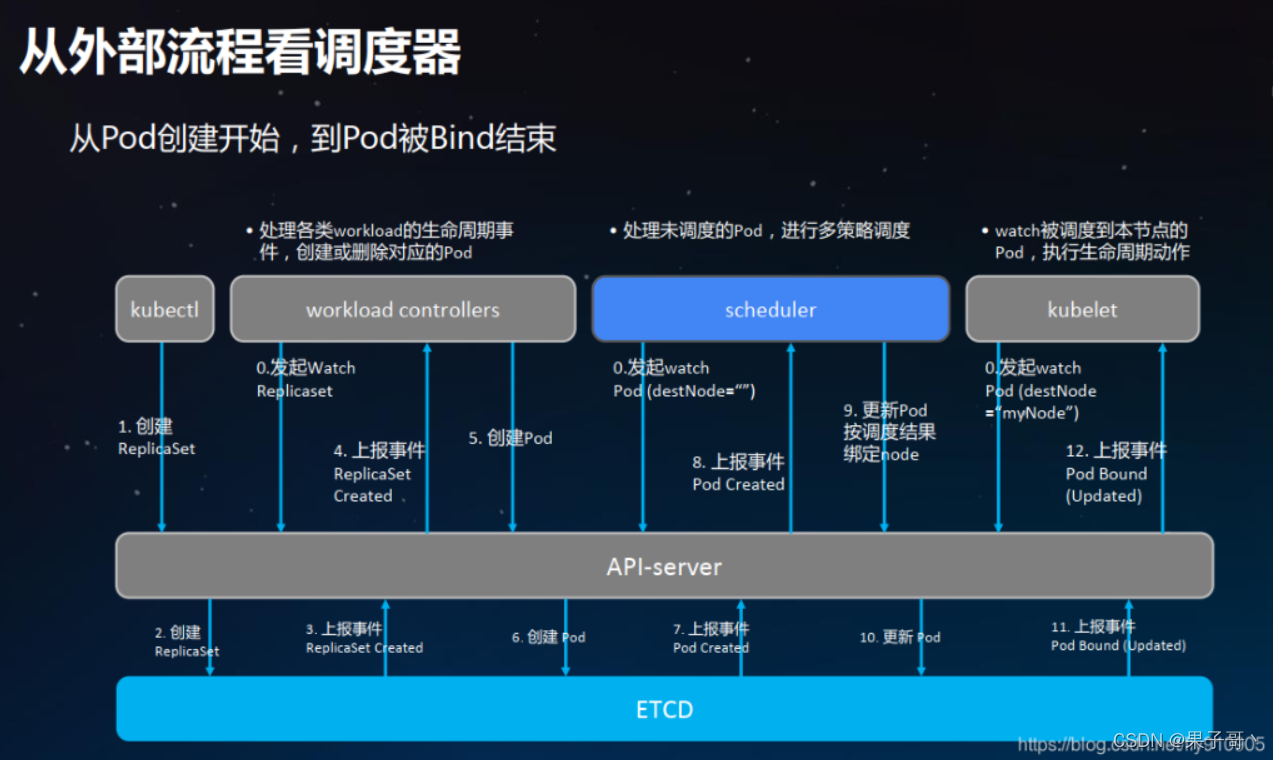 从外部流程看调度器
从Pod创建开始，到Pod被Bind结束
• 处理各类workload的生命周期事
件，创建或删除对应的Pod
• 处理未调度的Pod，进行多策略调度
• watch被调度到本节点的
Pod，执行生命周期动作
kubectl
workload controllers
scheduler
kubelet
0.发起Watch
Replicaset
0.发起watch
Pod (destNode=“”)
0.发起watch
Pod (destNode
=“myNode”)
1. 创建
ReplicaSet
4. 上报事件
ReplicaSet
Created
5. 创建Pod
8. 上报事件
Pod Created
9. 更新Pod
按调度结果
绑定node
12. 上报事件
Pod Bound
(Updated)
API-server
2. 创建
ReplicaSet
3. 上报事件
ReplicaSet Created
6. 创建 Pod
7. 上报事件
Pod Created
10. 更新 Pod
11. 上报事件
Pod Bound (Updated)
ETCD
CSDN @果子哥丶